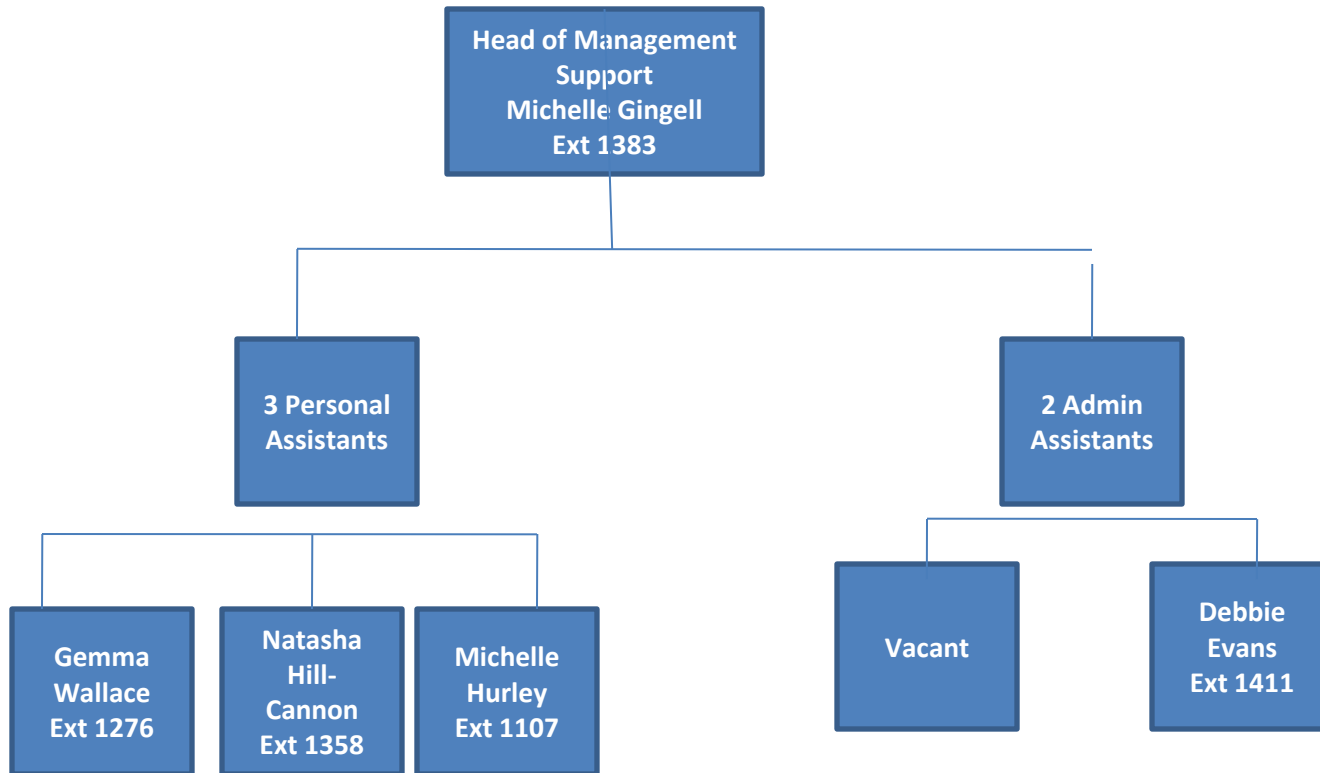 Head of Management
Support
Michelle Gingell
Ext 1383
3 Personal
Assistants
2 Admin
Assistants
Gemma
Wallace
Ext 1276
Natasha
Hill-
Cannon
Ext 1358
Michelle
Hurley
Ext 1107
Vacant
Debbie
Evans
Ext 1411